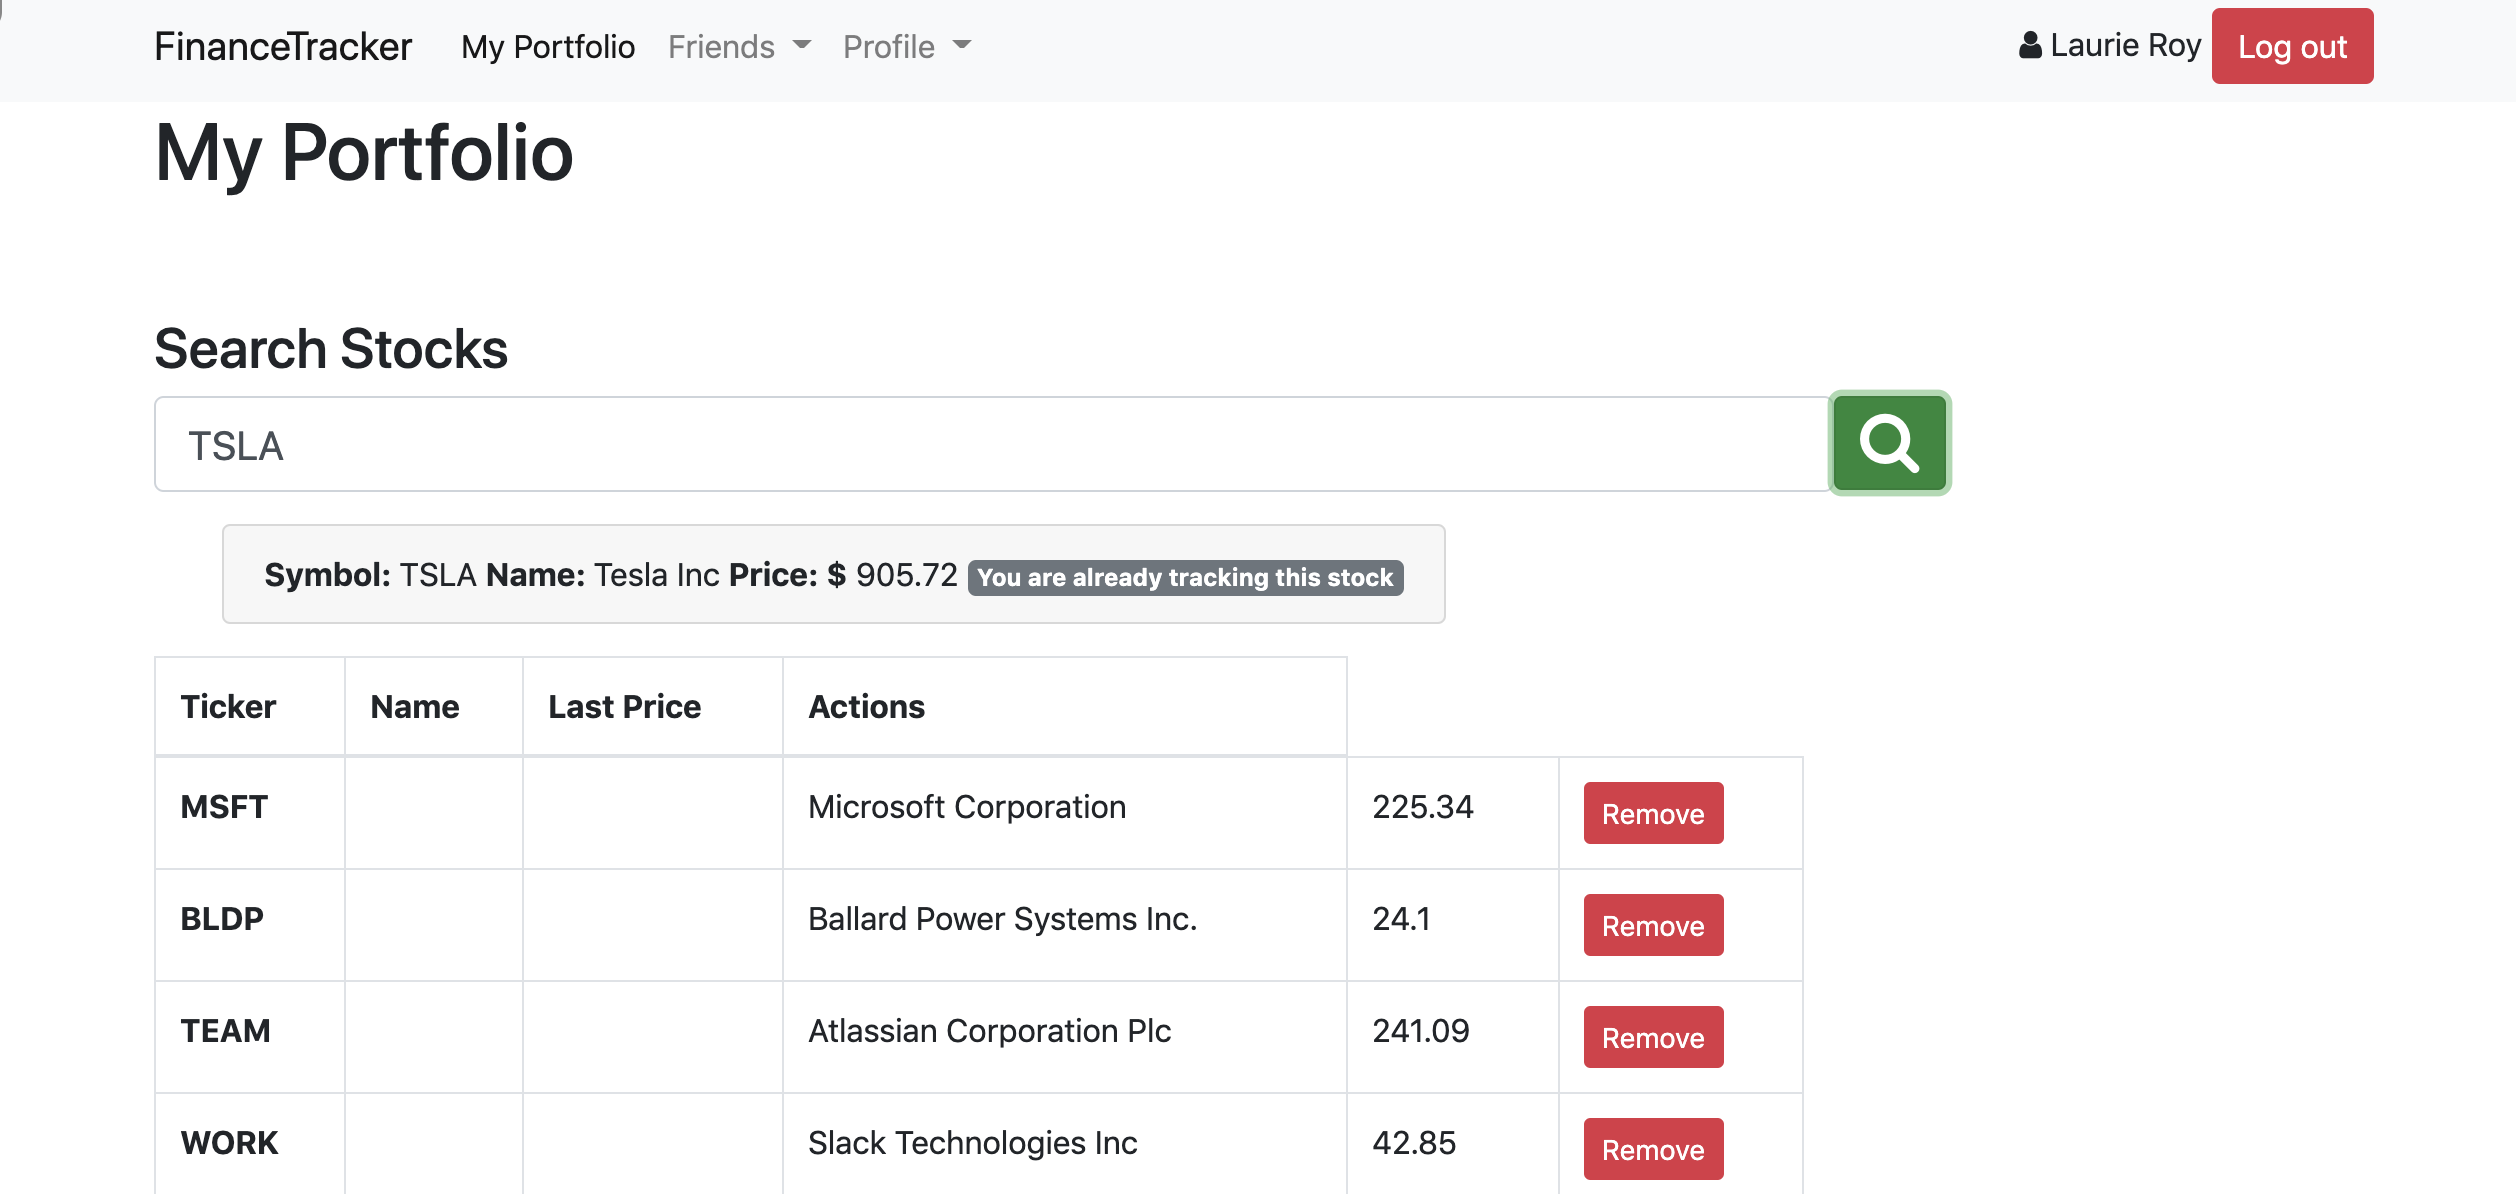 FinanceTracker My Portfolio Friends Profile Laurie Roy Log out
My Portfolio
Search Stocks
TSLA
Symbol: TSLA Name: Tesla Inc Price: $ 905.72 You are already tracking this stock
Ticker Name Last Price Actions
MSFT Microsoft Corporation 225.34 Remove
BLDP Ballard Power Systems Inc. 24.1 Remove
TEAM Atlassian Corporation Plc 241.09 Remove
WORK Slack Technologies Inc 42.85 Remove